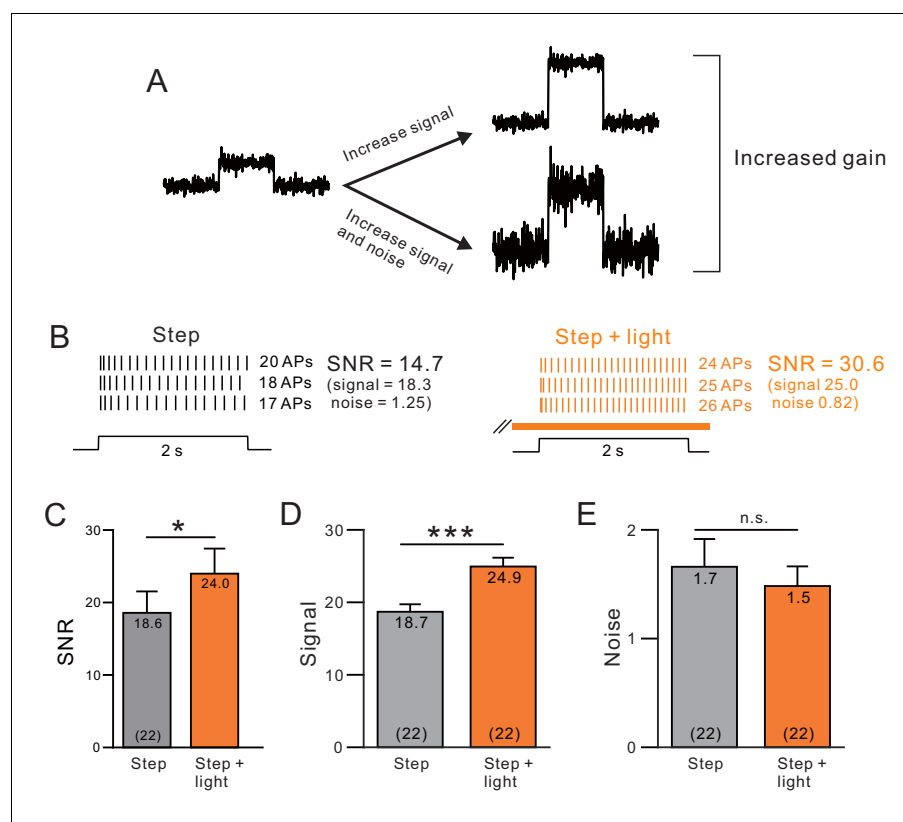 A
Increase signal
Increase signal
and noise
Increased gain
B
Step
20 APs
18 APs
17 APs
SNR = 14.7
(signal = 18.3
noise = 1.25)
2 s
Step + light
24 APs
25 APs
26 APs
SNR = 30.6
(signal 25.0
noise 0.82)
//
2 s
C
SNR
30
20
10
0
*
18.6
24.0
(22)
Step
Step +
light
D
Signal
30
20
10
0
***
18.7
24.9
(22)
(22)
Step
Step +
light
E
Noise
2
1
0
n.s.
1.7
1.5
(22)
(22)
Step
Step +
light